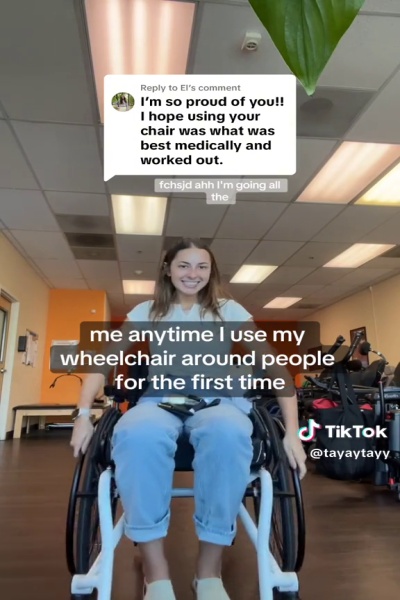 Reply to El's comment
I'm so proud of you!!
I hope using your
chair was what was
best medically and
worked out.
fchsjd ahh I'm going all
the
me anytime I use my
wheelchair around people
for the first time
TikTok
@tayaytayy